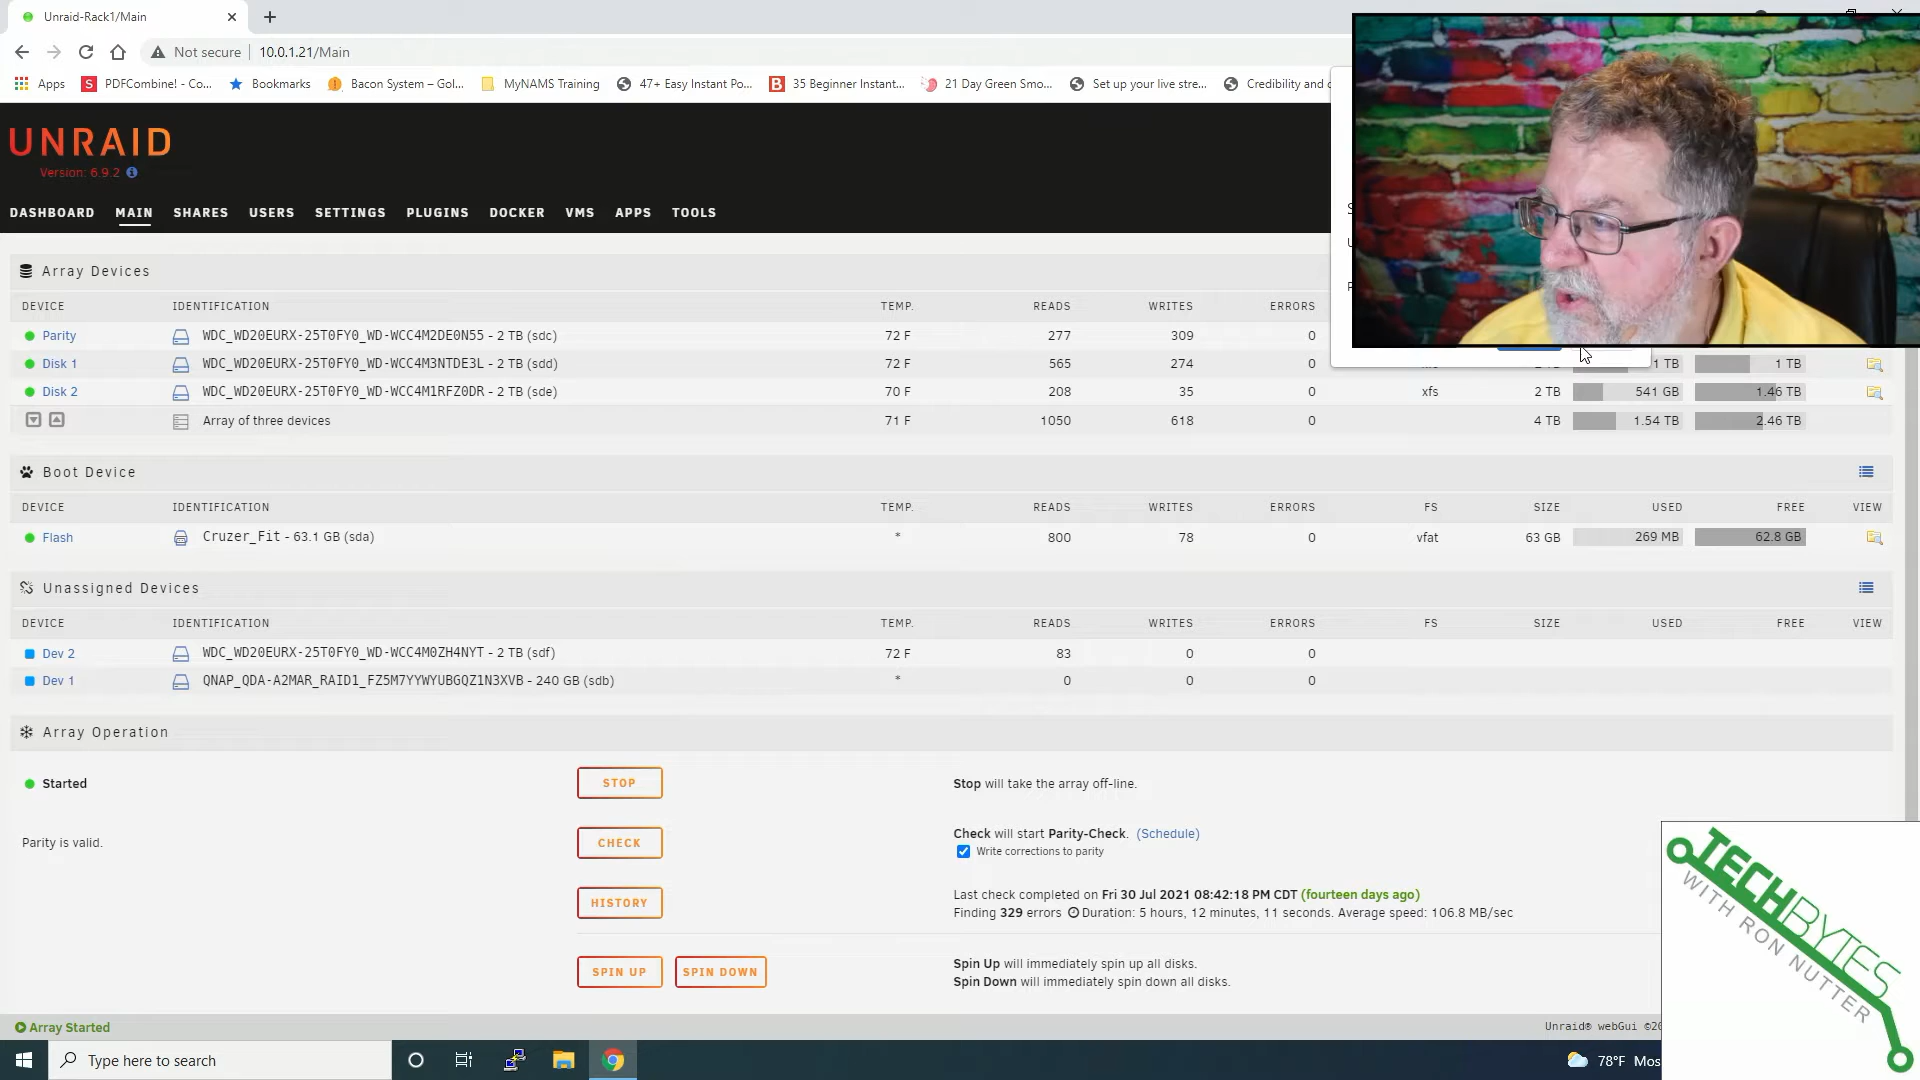 Unraid-Rack1/Main
Not secure 10.0.1.21/Main
Apps PDFCombine! - Co... Bookmarks Bacon System – Gol... MyNAMS Training 47+ Easy Instant Po... 35 Beginner Instant... 21 Day Green Smo... Set up your live stre... Credibility and
UNRAID
Version: 6.9.2
DASHBOARD MAIN SHARES USERS SETTINGS PLUGINS DOCKER VMS APPS TOOLS
Array Devices
DEVICE IDENTIFICATION TEMP. READS WRITES ERRORS
Parity WDC_WD20EURX-25T0FY0_WD-WCC4M2DE0N55 - 2 TB (sdc) 72 F 277 309 0
Disk 1 WDC_WD20EURX-25T0FY0_WD-WCC4M3NTDE3L - 2 TB (sdd) 72 F 565 274 0 1 TB 1 TB
Disk 2 WDC_WD20EURX-25T0FY0_WD-WCC4M1RFZ0DR - 2 TB (sde) 70 F 208 35 0 xfs 2 TB 541 GB 1.46 TB
Array of three devices 71 F 1050 618 0 4 TB 1.54 TB 2.46 TB
Boot Device
DEVICE IDENTIFICATION TEMP. READS WRITES ERRORS FS SIZE USED FREE VIEW
Flash Cruzer_Fit - 63.1 GB (sda) * 800 78 0 vfat 63 GB 269 MB 62.8 GB
Unassigned Devices
DEVICE IDENTIFICATION TEMP. READS WRITES ERRORS FS SIZE USED FREE VIEW
Dev 2 WDC_WD20EURX-25T0FY0_WD-WCC4M0ZH4NYT - 2 TB (sdf) 72 F 83 0 0
Dev 1 QNAP_QDA-A2MAR_RAID1_FZ5M7YYWYUBGQZ1N3XVB - 240 GB (sdb) * 0 0 0
Array Operation
Started STOP Stop will take the array off-line.
Parity is valid. CHECK Check will start Parity-Check. (Schedule)
Write corrections to parity
HISTORY Last check completed on Fri 30 Jul 2021 08:42:18 PM CDT (fourteen days ago)
Finding 329 errors Duration: 5 hours, 12 minutes, 11 seconds. Average speed: 106.8 MB/sec
SPIN UP SPIN DOWN Spin Up will immediately spin up all disks.
Spin Down will immediately spin down all disks.
TECHBYTES
WITH RON NUTTER
Array Started Unraid® webGui ©20
Type here to search 78°F Mos